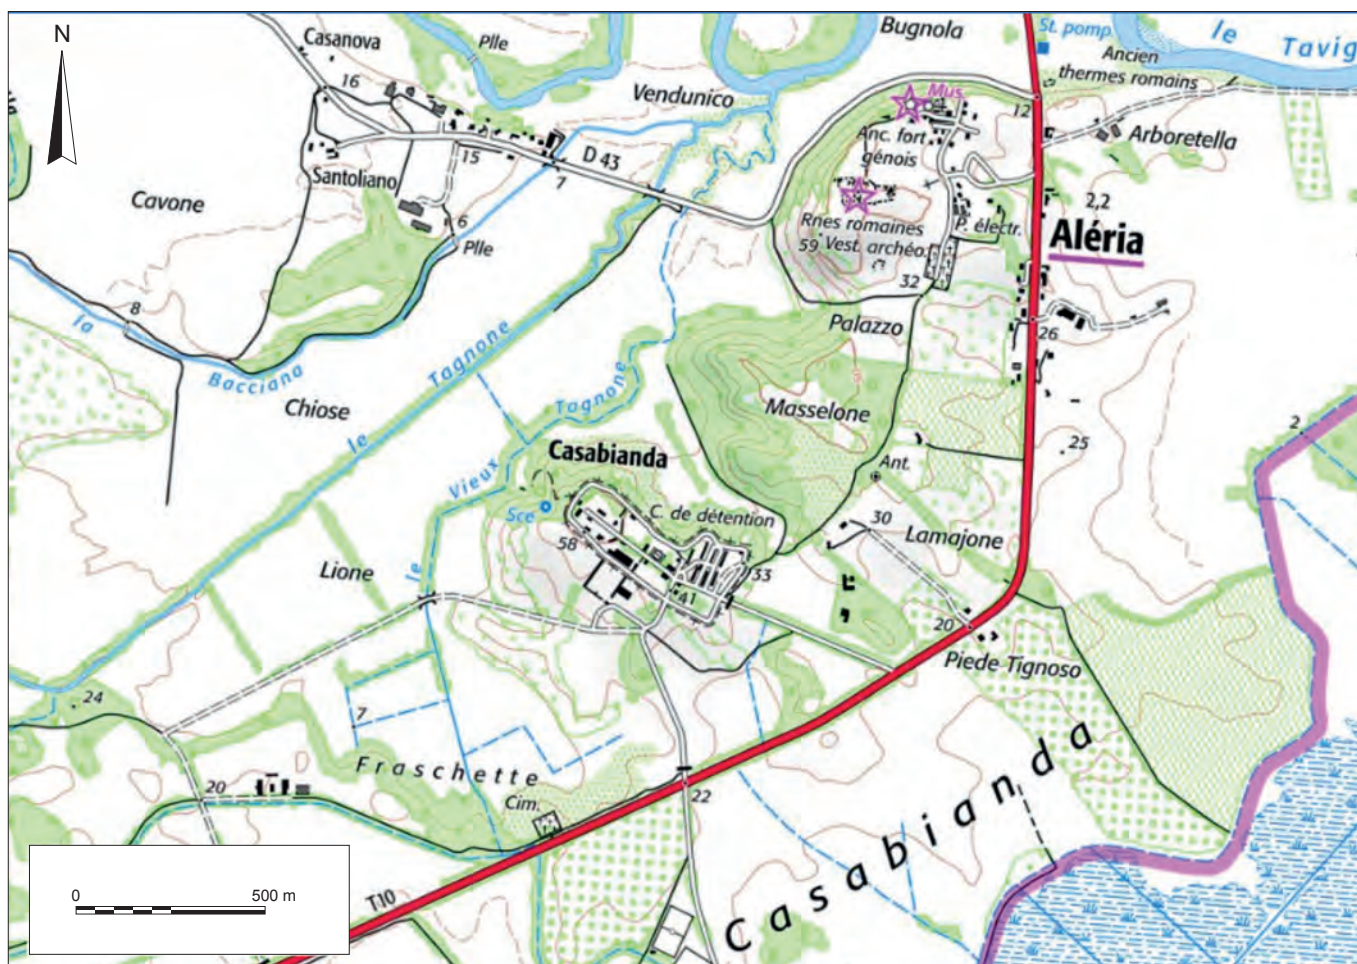 N
Casanova
Plle
Bugnola
St. pomp.
le Tavig
Plle
Ancien
thermes romains
16
Vendunico
Mus.
12
Anc. fort
génois
Arboretella
D 43
15
7
Santoliano
Cavone
2,2
6
Plle
Rnes romaines
P. électr.
Aléria
59 Vest. archéo.
32
8
la Bacciana
Palazzo
26
le Tagnone
Chiose
Masselone
2
25
le Vieux Tagnone
Casabianda
Ant.
Sce
C. de détention
30
Lamajone
58
33
Lione
41
20
Piede Tignoso
24
7
Fraschette
20
22
Cim.
Casabianda
0 500 m
T10